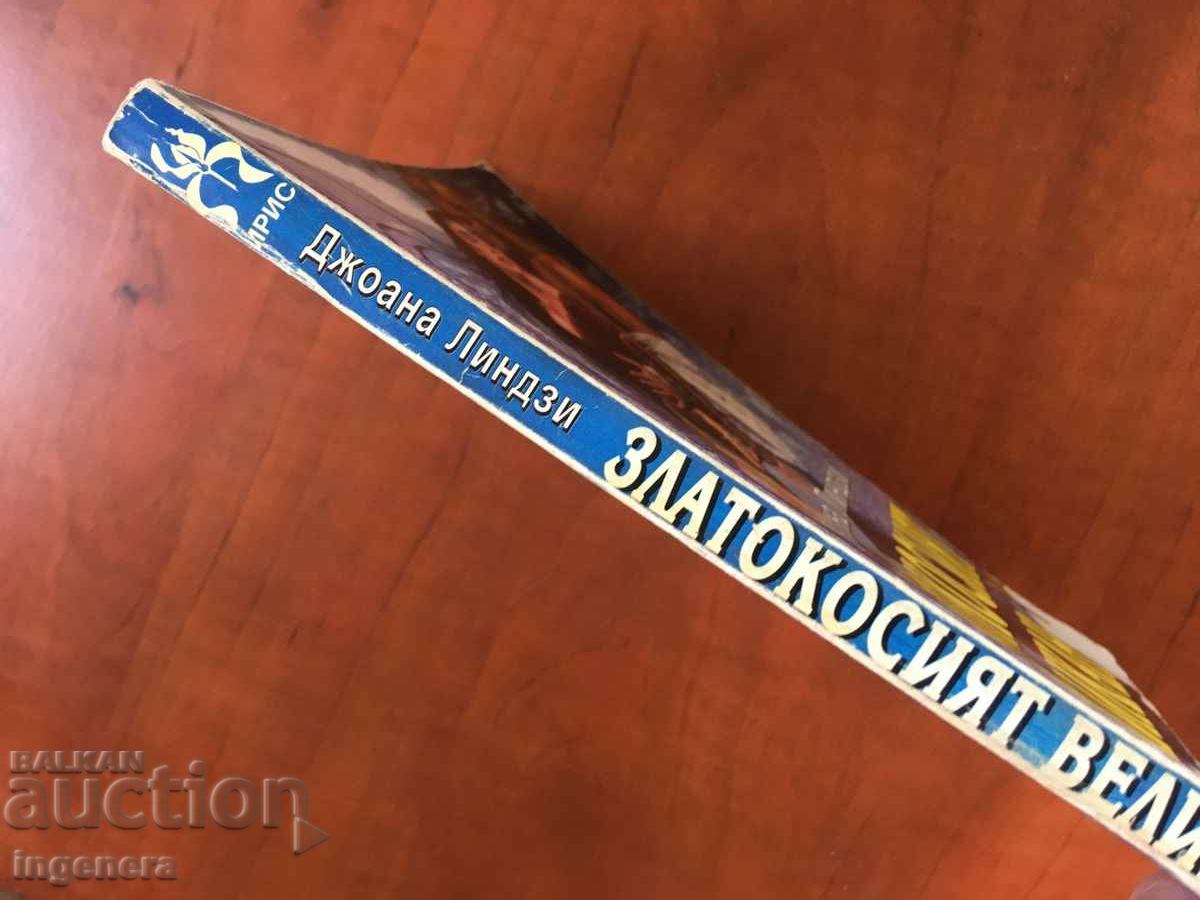 ИРИС
Джоана Линдзи
ЗЛАТОКОСИЯТ ВЕЛИ
BALKAN
auction
ingenera